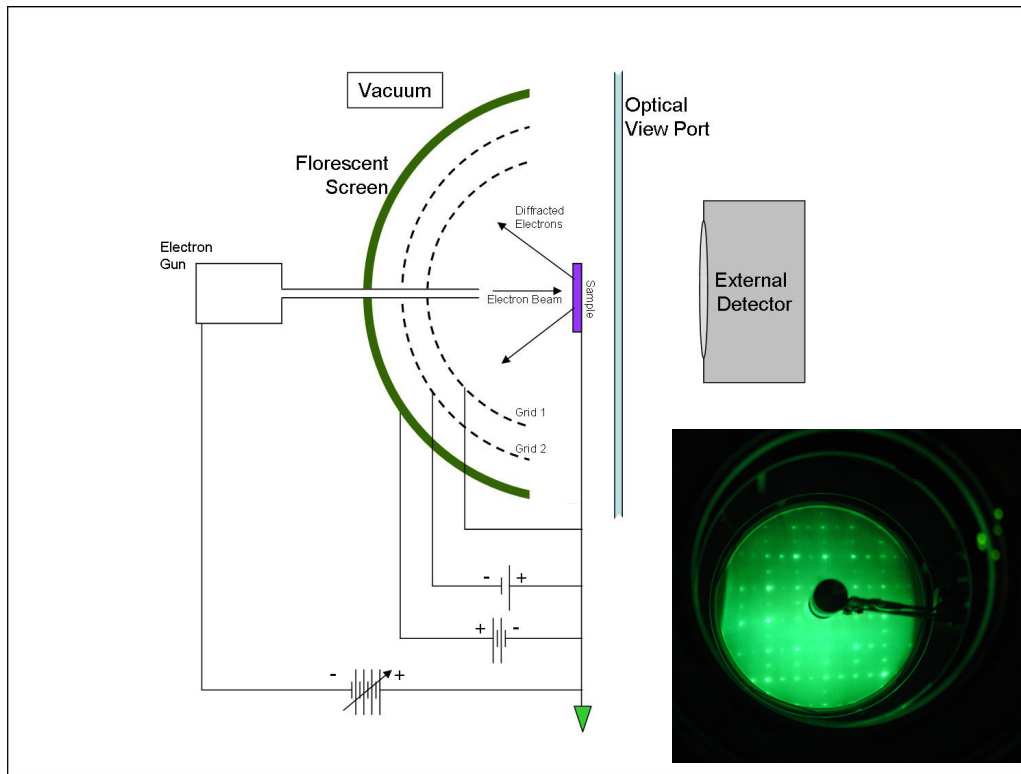 Vacuum
Optical
View Port
Florescent
Screen
Diffracted
Electrons
Electron
Gun
Electron Beam
Sample
External
Detector
Grid 1
Grid 2
- +
+ -
- +